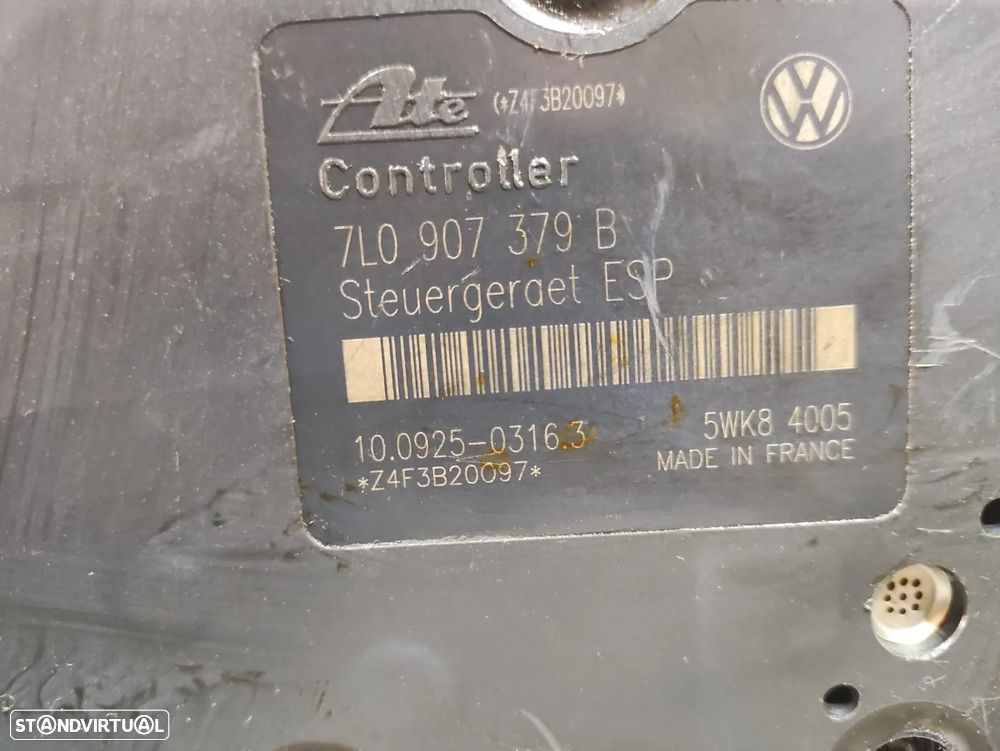 Ate (*Z4F3B20097*)
Controller
7L0 907 379 B
Steuergeraet ESP
10.0925-0316.3 5WK8 4005
*Z4F3B20097* MADE IN FRANCE
STANDVIRTUAL